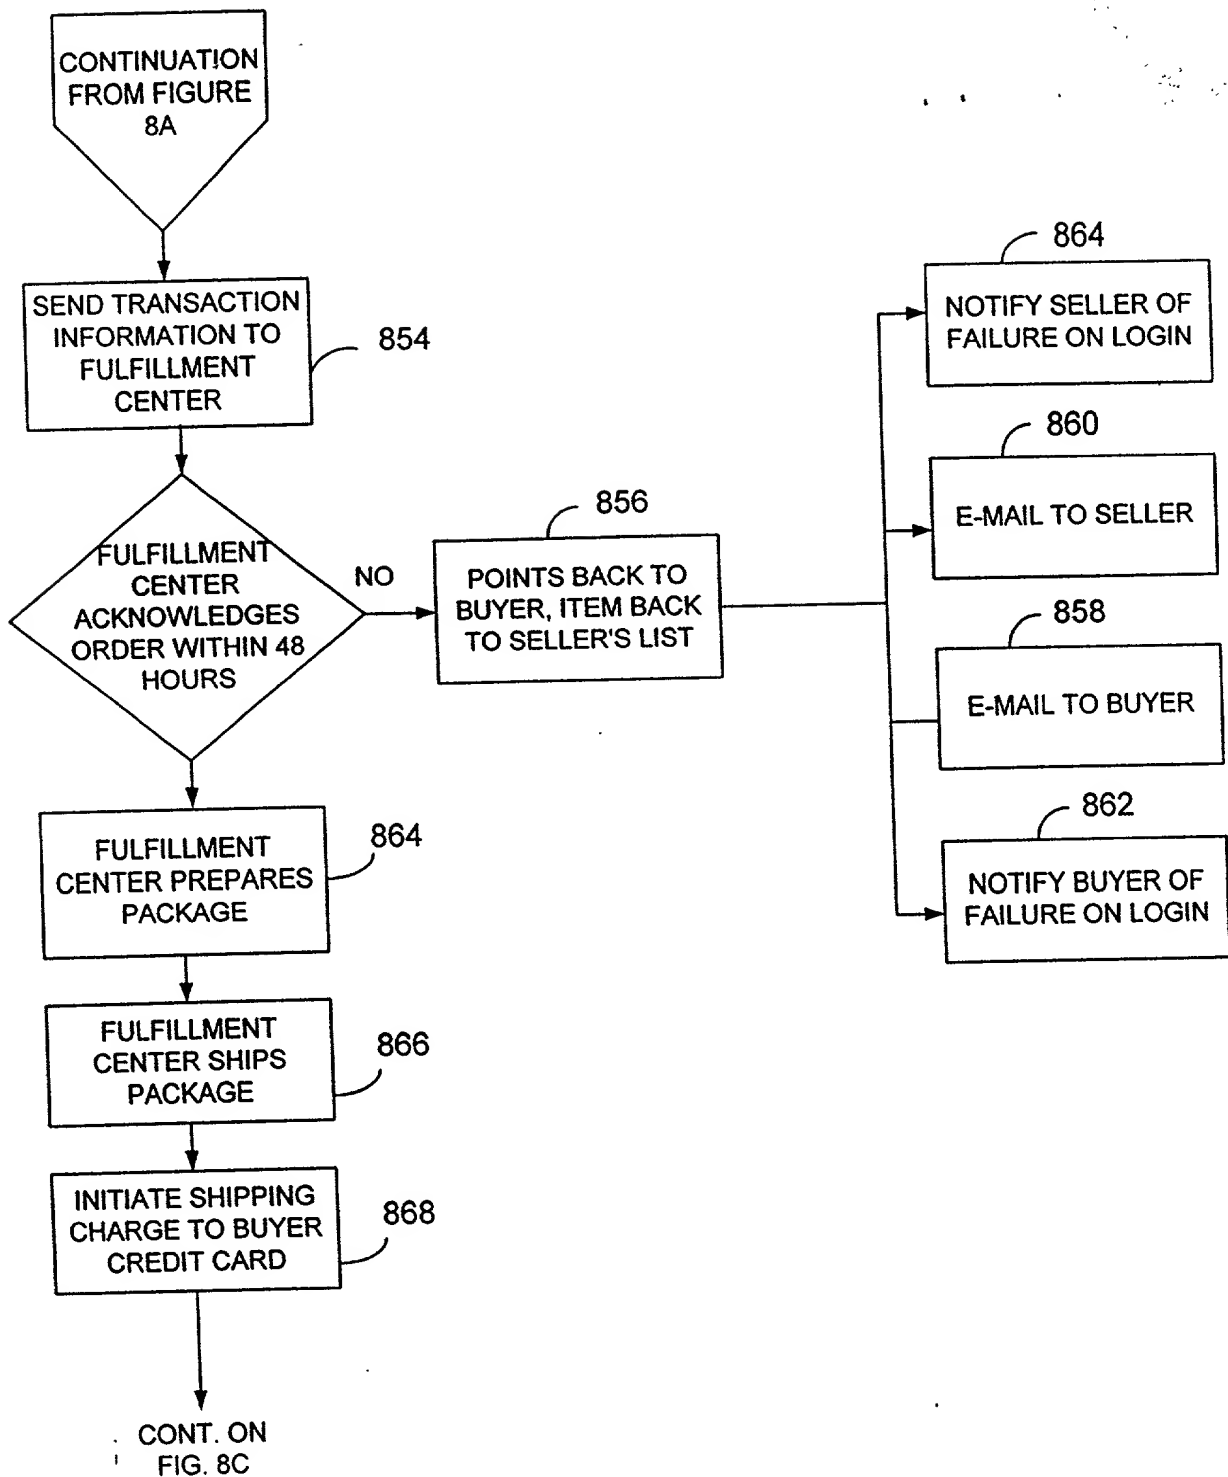 CONTINUATION
FROM FIGURE
8A
SEND TRANSACTION
INFORMATION TO
FULFILLMENT
CENTER
854
FULFILLMENT
CENTER
ACKNOWLEDGES
ORDER WITHIN 48
HOURS
NO
856
POINTS BACK TO
BUYER, ITEM BACK
TO SELLER'S LIST
864
NOTIFY SELLER OF
FAILURE ON LOGIN
860
E-MAIL TO SELLER
858
E-MAIL TO BUYER
862
NOTIFY BUYER OF
FAILURE ON LOGIN
FULFILLMENT
CENTER PREPARES
PACKAGE
864
FULFILLMENT
CENTER SHIPS
PACKAGE
866
INITIATE SHIPPING
CHARGE TO BUYER
CREDIT CARD
868
CONT. ON
FIG. 8C